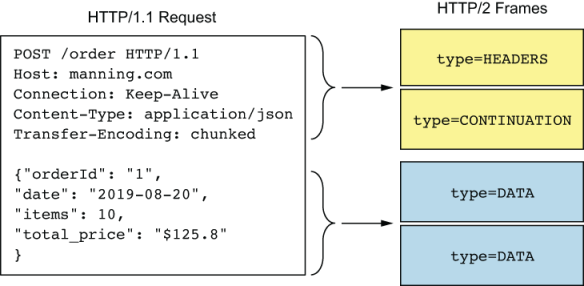 HTTP/1.1 Request
HTTP/2 Frames
POST /order HTTP/1.1
Host: manning.com
Connection: Keep-Alive
Content-Type: application/json
Transfer-Encoding: chunked
{"orderId": "1",
"date": "2019-08-20",
"items": 10,
"total_price": "$125.8"
}
type=HEADERS
type=CONTINUATION
type=DATA
type=DATA